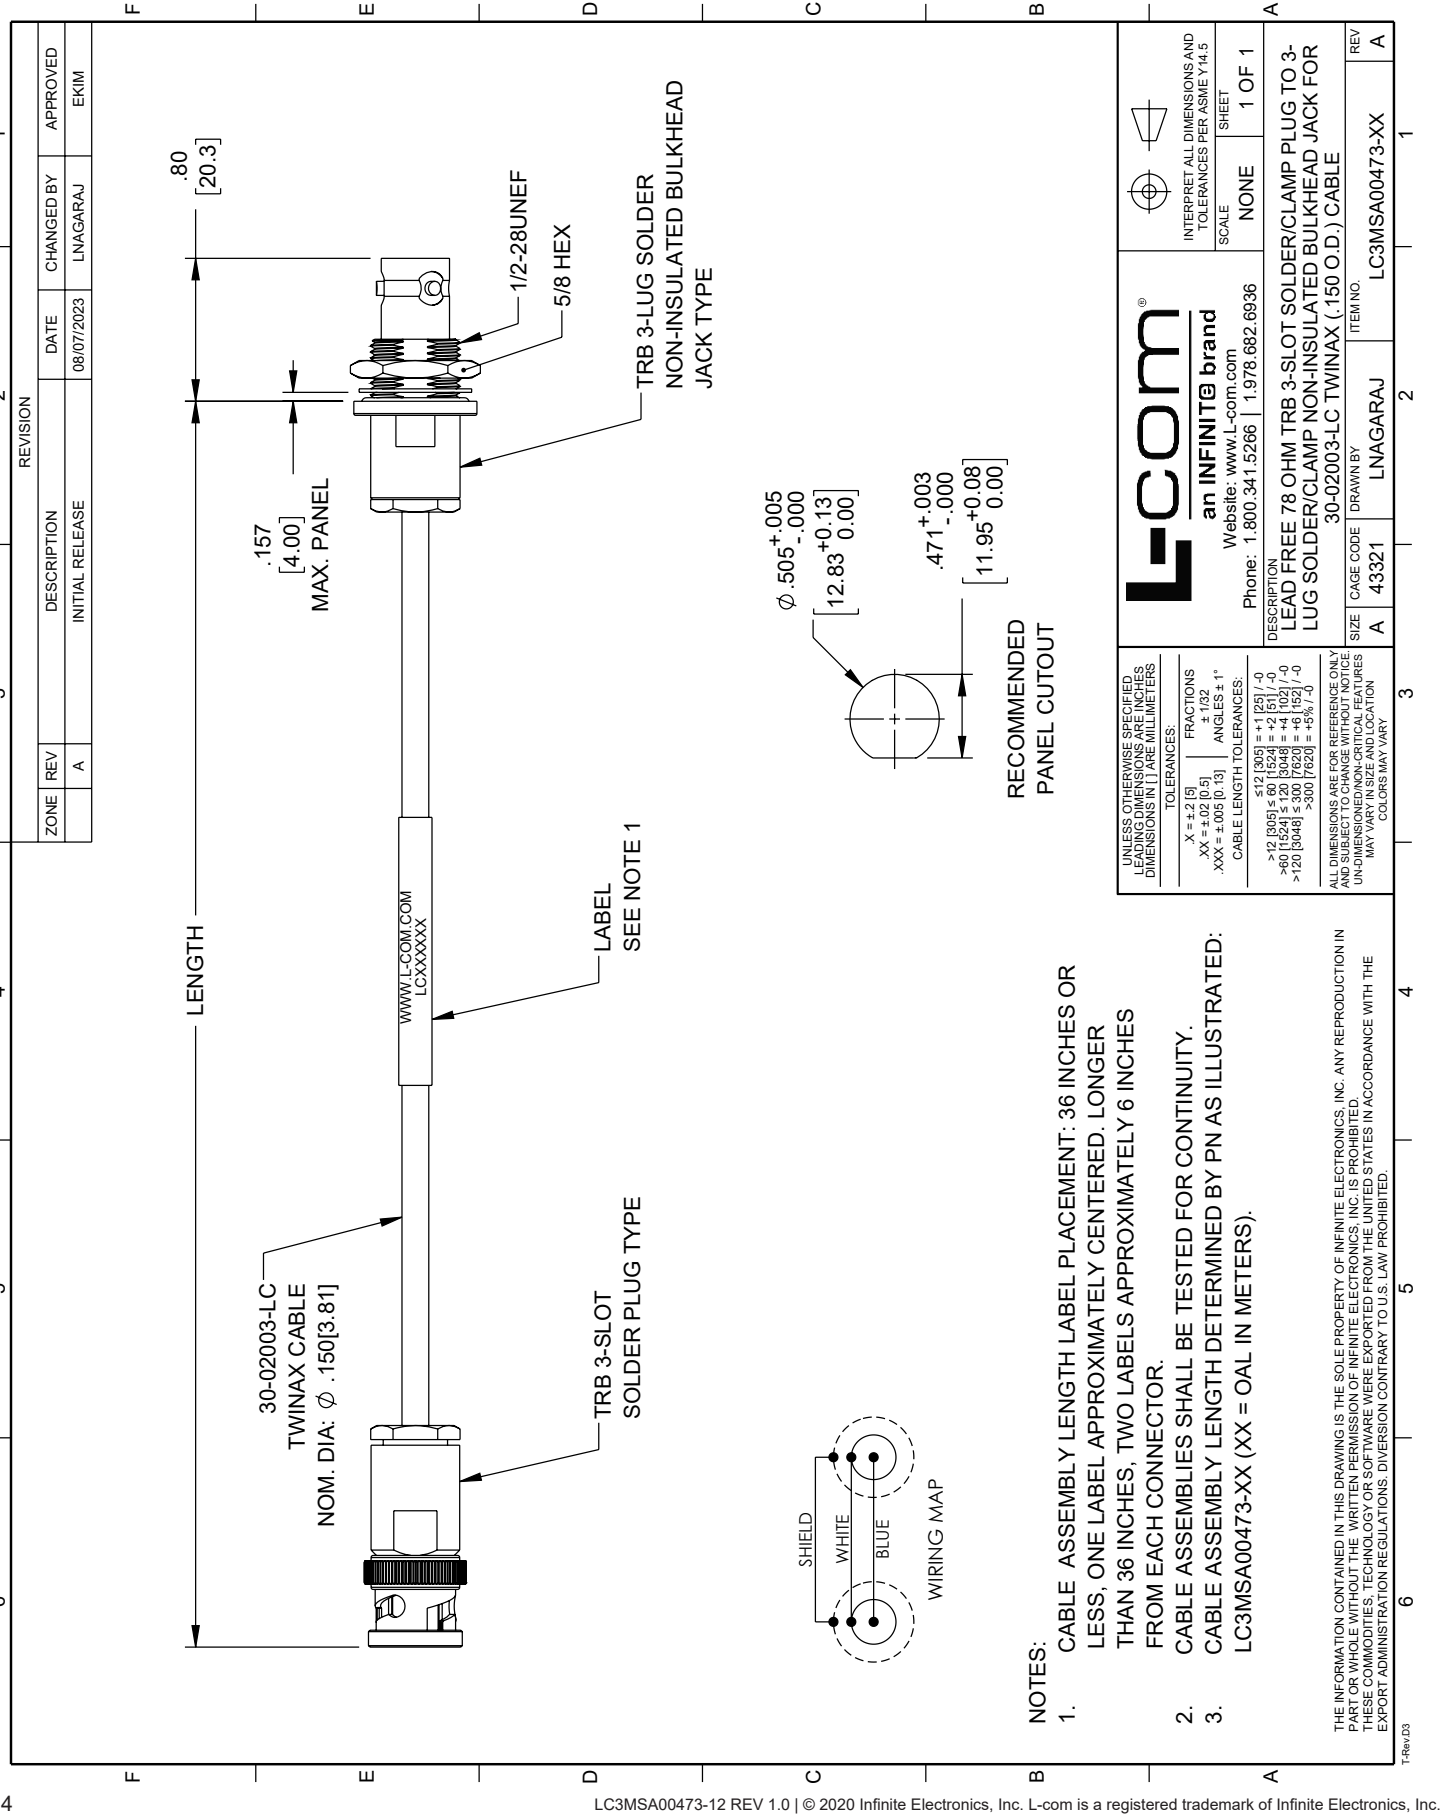 REVISION
ZONE REV DESCRIPTION DATE CHANGED BY APPROVED
A INITIAL RELEASE 08/07/2023 LNAGARAJ EKIM
F
E
D
C
B
A
LENGTH
.80
[20.3]
.157
[4.00]
MAX. PANEL
1/2-28UNEF
5/8 HEX
TRB 3-LUG SOLDER
NON-INSULATED BULKHEAD
JACK TYPE
30-02003-LC
TWINAX CABLE
NOM. DIA: ∅ .150[3.81]
WWW.L-COM.COM
LCXXXXXX
LABEL
SEE NOTE 1
TRB 3-SLOT
SOLDER PLUG TYPE
∅ .505 +.005 -.000
[12.83 +0.13 0.00]
.471 +.003 -.000
[11.95 +0.08 0.00]
RECOMMENDED
PANEL CUTOUT
SHIELD
WHITE
BLUE
WIRING MAP
NOTES:
1. CABLE ASSEMBLY LENGTH LABEL PLACEMENT: 36 INCHES OR
LESS, ONE LABEL APPROXIMATELY CENTERED. LONGER
THAN 36 INCHES, TWO LABELS APPROXIMATELY 6 INCHES
FROM EACH CONNECTOR.
2. CABLE ASSEMBLIES SHALL BE TESTED FOR CONTINUITY.
3. CABLE ASSEMBLY LENGTH DETERMINED BY PN AS ILLUSTRATED:
LC3MSA00473-XX (XX = OAL IN METERS).
UNLESS OTHERWISE SPECIFIED
LEADING DIMENSIONS ARE INCHES
DIMENSIONS IN [ ] ARE MILLIMETERS
TOLERANCES:
.X = ±.2 [5]
.XX = ±.02 [0.5]
.XXX = ±.005 [0.13]
FRACTIONS
± 1/32
ANGLES ± 1°
CABLE LENGTH TOLERANCES:
≤12 [305] = +1 [25] / -0
>12 [305] ≤ 60 [1524] = +2 [51] / -0
>60 [1524] ≤ 120 [3048] = +4 [102] / -0
>120 [3048] ≤ 300 [7620] = +6 [152] / -0
>300 [7620] = +5% / -0
ALL DIMENSIONS ARE FOR REFERENCE ONLY
AND SUBJECT TO CHANGE WITHOUT NOTICE.
UN-DIMENSIONED/NON-CRITICAL FEATURES
MAY VARY IN SIZE AND LOCATION
COLORS MAY VARY
L-com®
an INFINITE brand
Website: www.L-com.com
Phone: 1.800.341.5266 | 1.978.682.6936
INTERPRET ALL DIMENSIONS AND
TOLERANCES PER ASME Y14.5
SCALE
NONE
SHEET
1 OF 1
DESCRIPTION
LEAD FREE 78 OHM TRB 3-SLOT SOLDER/CLAMP PLUG TO 3-
LUG SOLDER/CLAMP NON-INSULATED BULKHEAD JACK FOR
30-02003-LC TWINAX (.150 O.D.) CABLE
SIZE
A
CAGE CODE
43321
DRAWN BY
LNAGARAJ
ITEM NO.
LC3MSA00473-XX
REV
A
THE INFORMATION CONTAINED IN THIS DRAWING IS THE SOLE PROPERTY OF INFINITE ELECTRONICS, INC. ANY REPRODUCTION IN
PART OR WHOLE WITHOUT THE WRITTEN PERMISSION OF INFINITE ELECTRONICS, INC. IS PROHIBITED.
THESE COMMODITIES, TECHNOLOGY OR SOFTWARE WERE EXPORTED FROM THE UNITED STATES IN ACCORDANCE WITH THE
EXPORT ADMINISTRATION REGULATIONS. DIVERSION CONTRARY TO U.S. LAW PROHIBITED.
6 5 4 3 2 1
F
E
D
C
B
A
T-Rev.D3
4
LC3MSA00473-12 REV 1.0 | © 2020 Infinite Electronics, Inc. L-com is a registered trademark of Infinite Electronics, Inc.